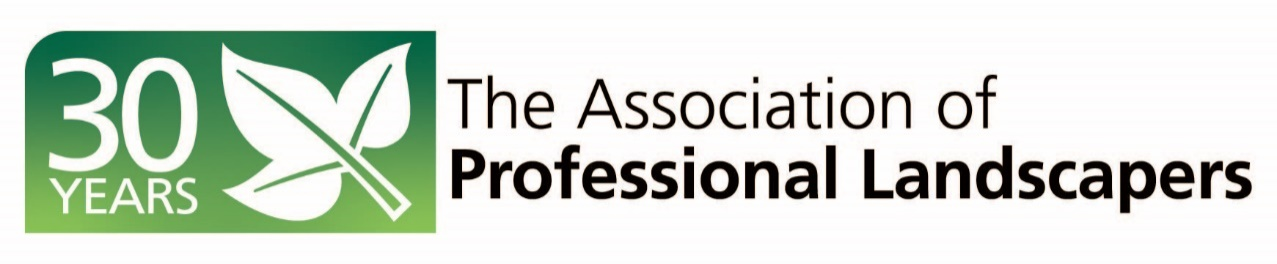 30
YEARS
The Association of
Professional Landscapers